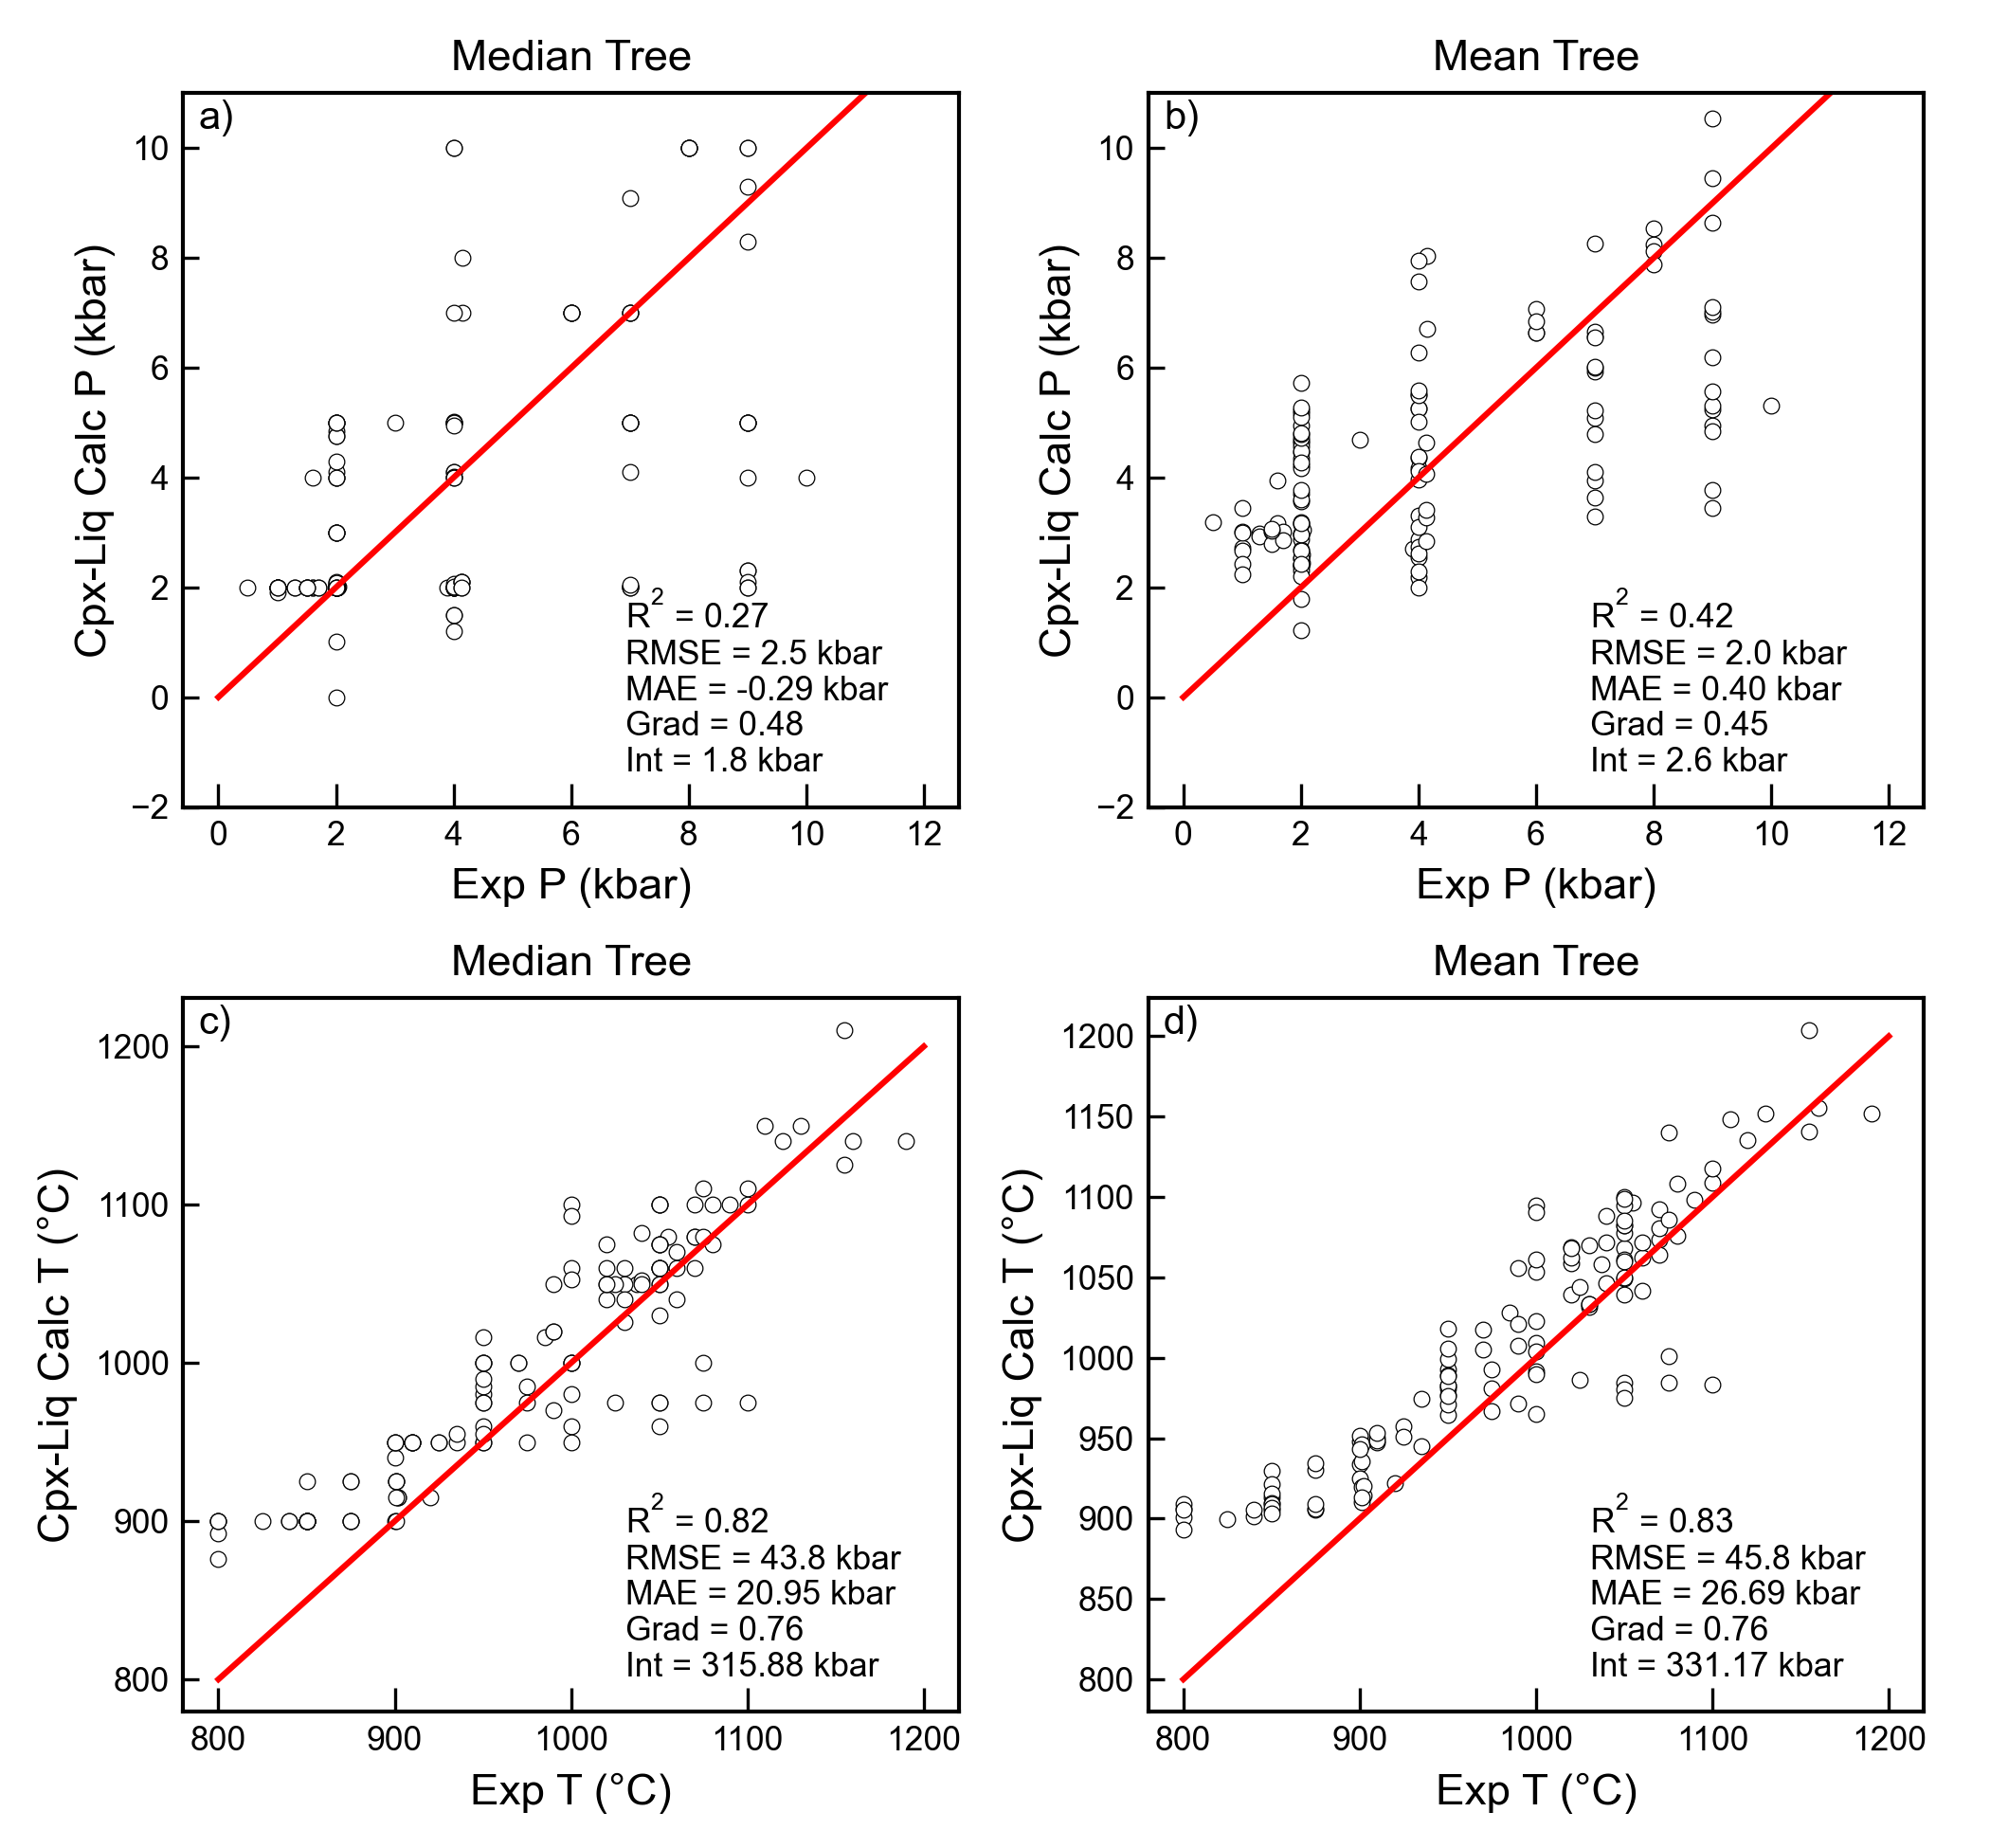 Median Tree
a)
10
8
6
4
2
0
−2
0 2 4 6 8 10 12
Cpx-Liq Calc P (kbar)
Exp P (kbar)
R2 = 0.27
RMSE = 2.5 kbar
MAE = -0.29 kbar
Grad = 0.48
Int = 1.8 kbar
Mean Tree
b)
10
8
6
4
2
0
−2
0 2 4 6 8 10 12
Cpx-Liq Calc P (kbar)
Exp P (kbar)
R2 = 0.42
RMSE = 2.0 kbar
MAE = 0.40 kbar
Grad = 0.45
Int = 2.6 kbar
Median Tree
c)
1200
1100
1000
900
800
800 900 1000 1100 1200
Cpx-Liq Calc T (°C)
Exp T (°C)
R2 = 0.82
RMSE = 43.8 kbar
MAE = 20.95 kbar
Grad = 0.76
Int = 315.88 kbar
Mean Tree
d)
1200
1150
1100
1050
1000
950
900
850
800
800 900 1000 1100 1200
Cpx-Liq Calc T (°C)
Exp T (°C)
R2 = 0.83
RMSE = 45.8 kbar
MAE = 26.69 kbar
Grad = 0.76
Int = 331.17 kbar